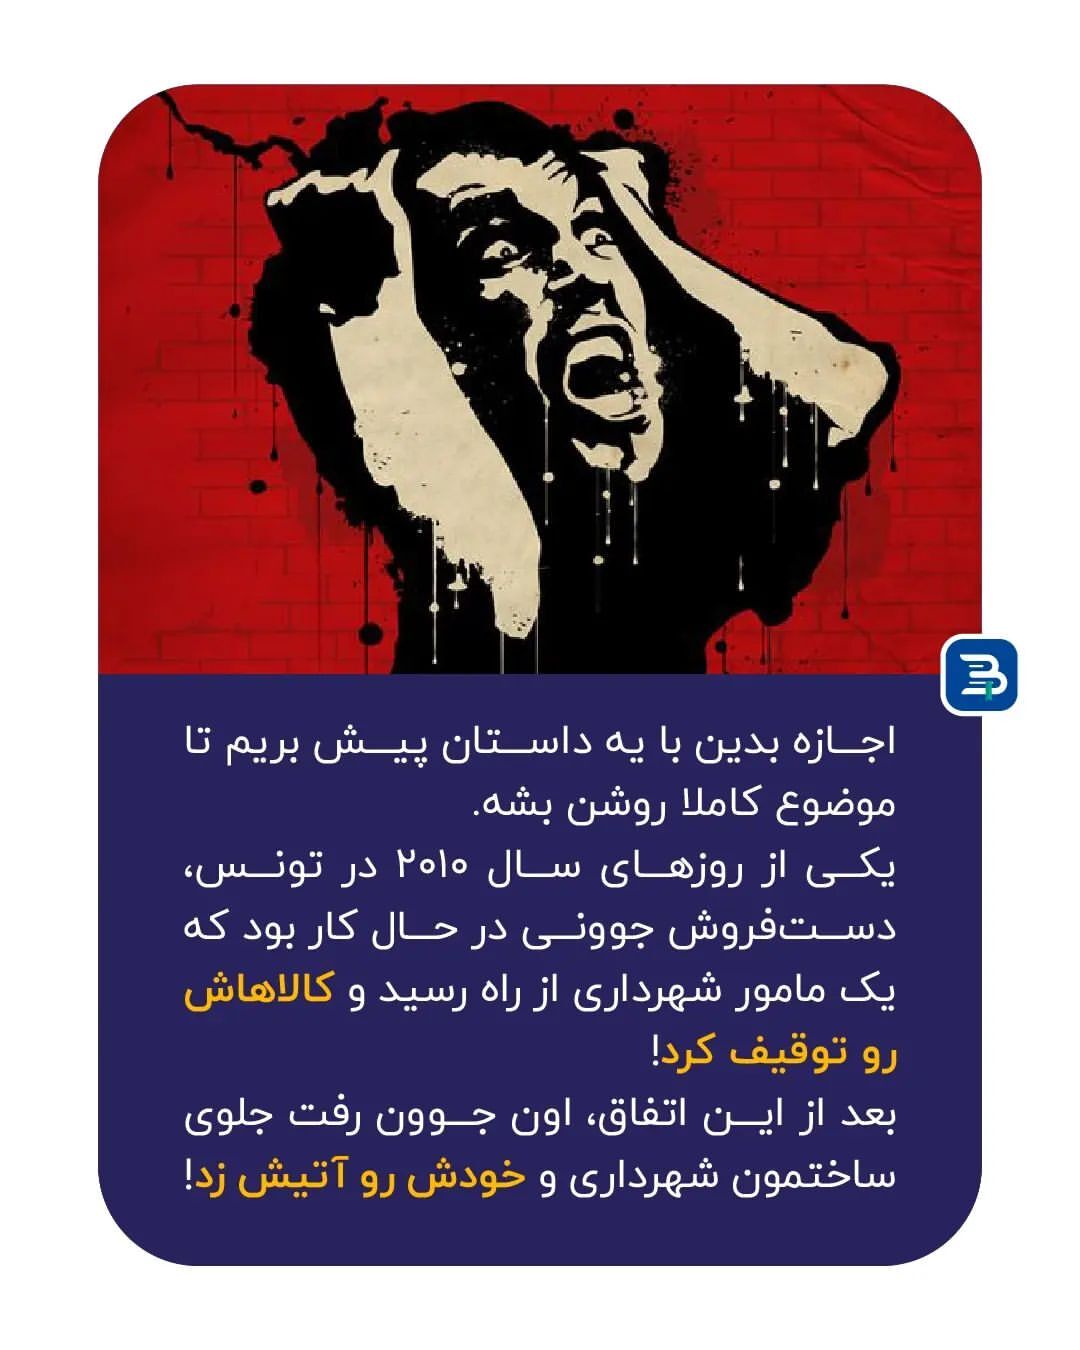 اجازه بدین با یه داستان پیش بریم تا
موضوع کاملا روشن بشه.
یکی از روزهای سال ۲۰۱۰ در تونس،
دست‌فروش جوونی در حال کار بود که
یک مامور شهرداری از راه رسید و کالاهاش
رو توقیف کرد!
بعد از این اتفاق، اون جوون رفت جلوی
ساختمون شهرداری و خودش رو آتیش زد!